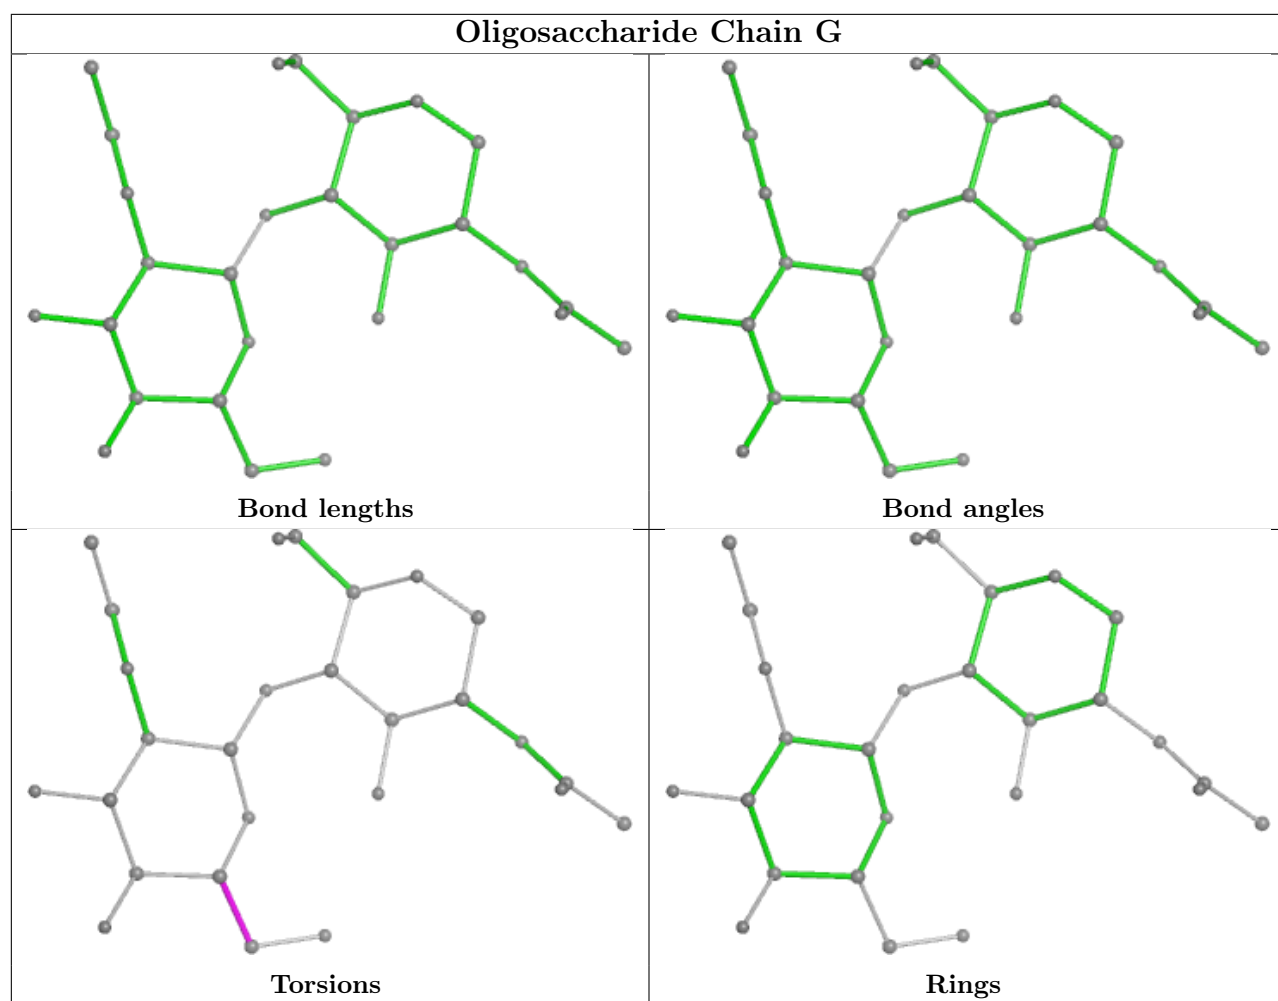 Oligosaccharide Chain G
Bond lengths
Bond angles
Torsions
Rings